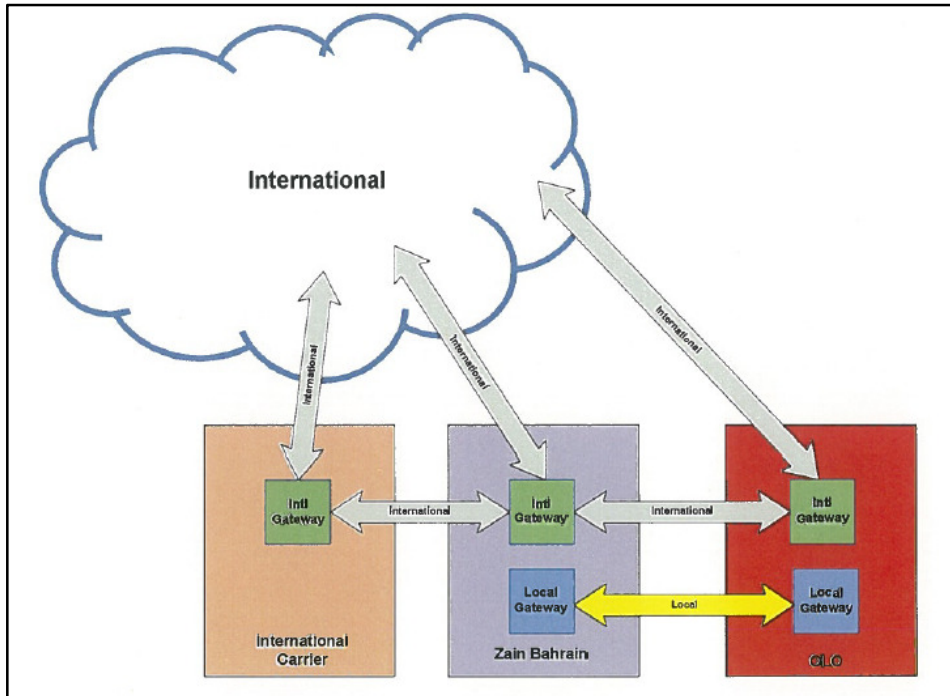 International
International
International
International
Intl
Gateway
International
Intl
Gateway
International
Intl
Gateway
Local
Gateway
Local
Local
Gateway
International
Carrier
Zain Bahrain
OLO